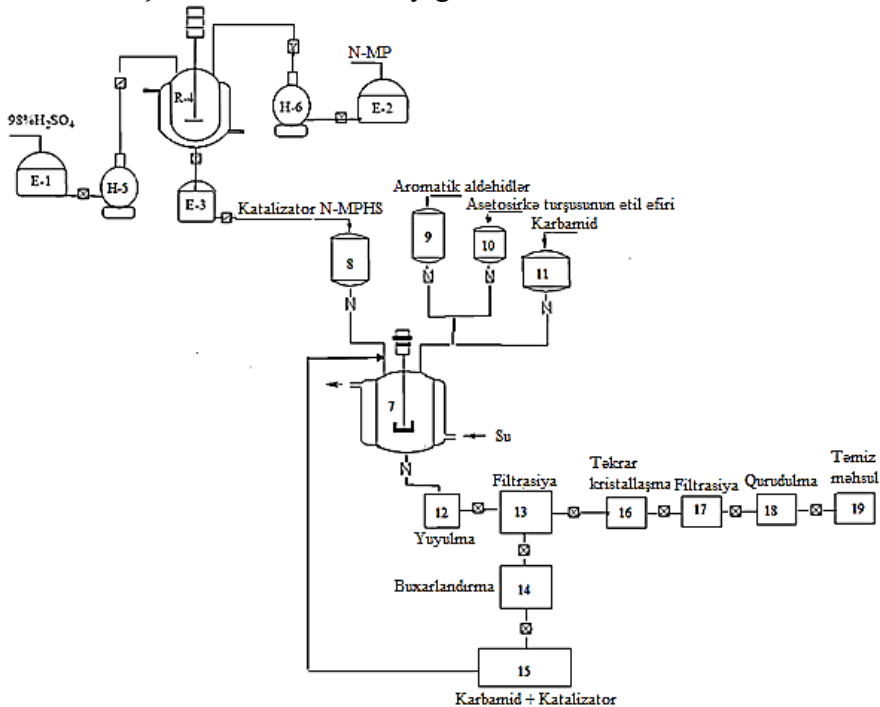 N-MP
R-4
H-6
E-2
98%H2SO4
E-1
H-5
E-3
Katalizator N-MPHS
Aromatik aldehidlər
Asetosirkə turşusunun etil efiri
Karbamid
8
9
10
11
7
Su
12
Yuyulma
Filtrasiya
13
Təkrar
kristallaşma
16
Filtrasiya
17
Qurudulma
18
Təmiz
məhsul
19
Buxarlandırma
14
15
Karbamid + Katalizator